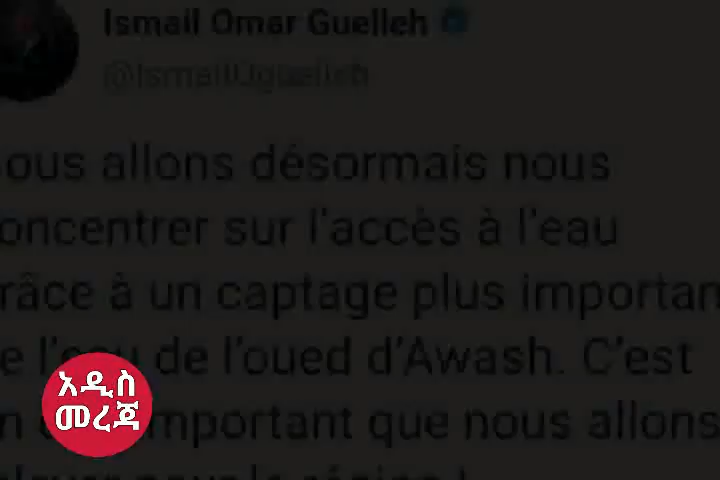 Ismail Omar Guelleh
@IsmailOguelleh
ous allons désormais nous
oncentrer sur l'accès à l'eau
râce à un captage plus importan
e l'eau de l'oued d'Awash. C'est
n important que nous allons
አዲስ
መረጃ